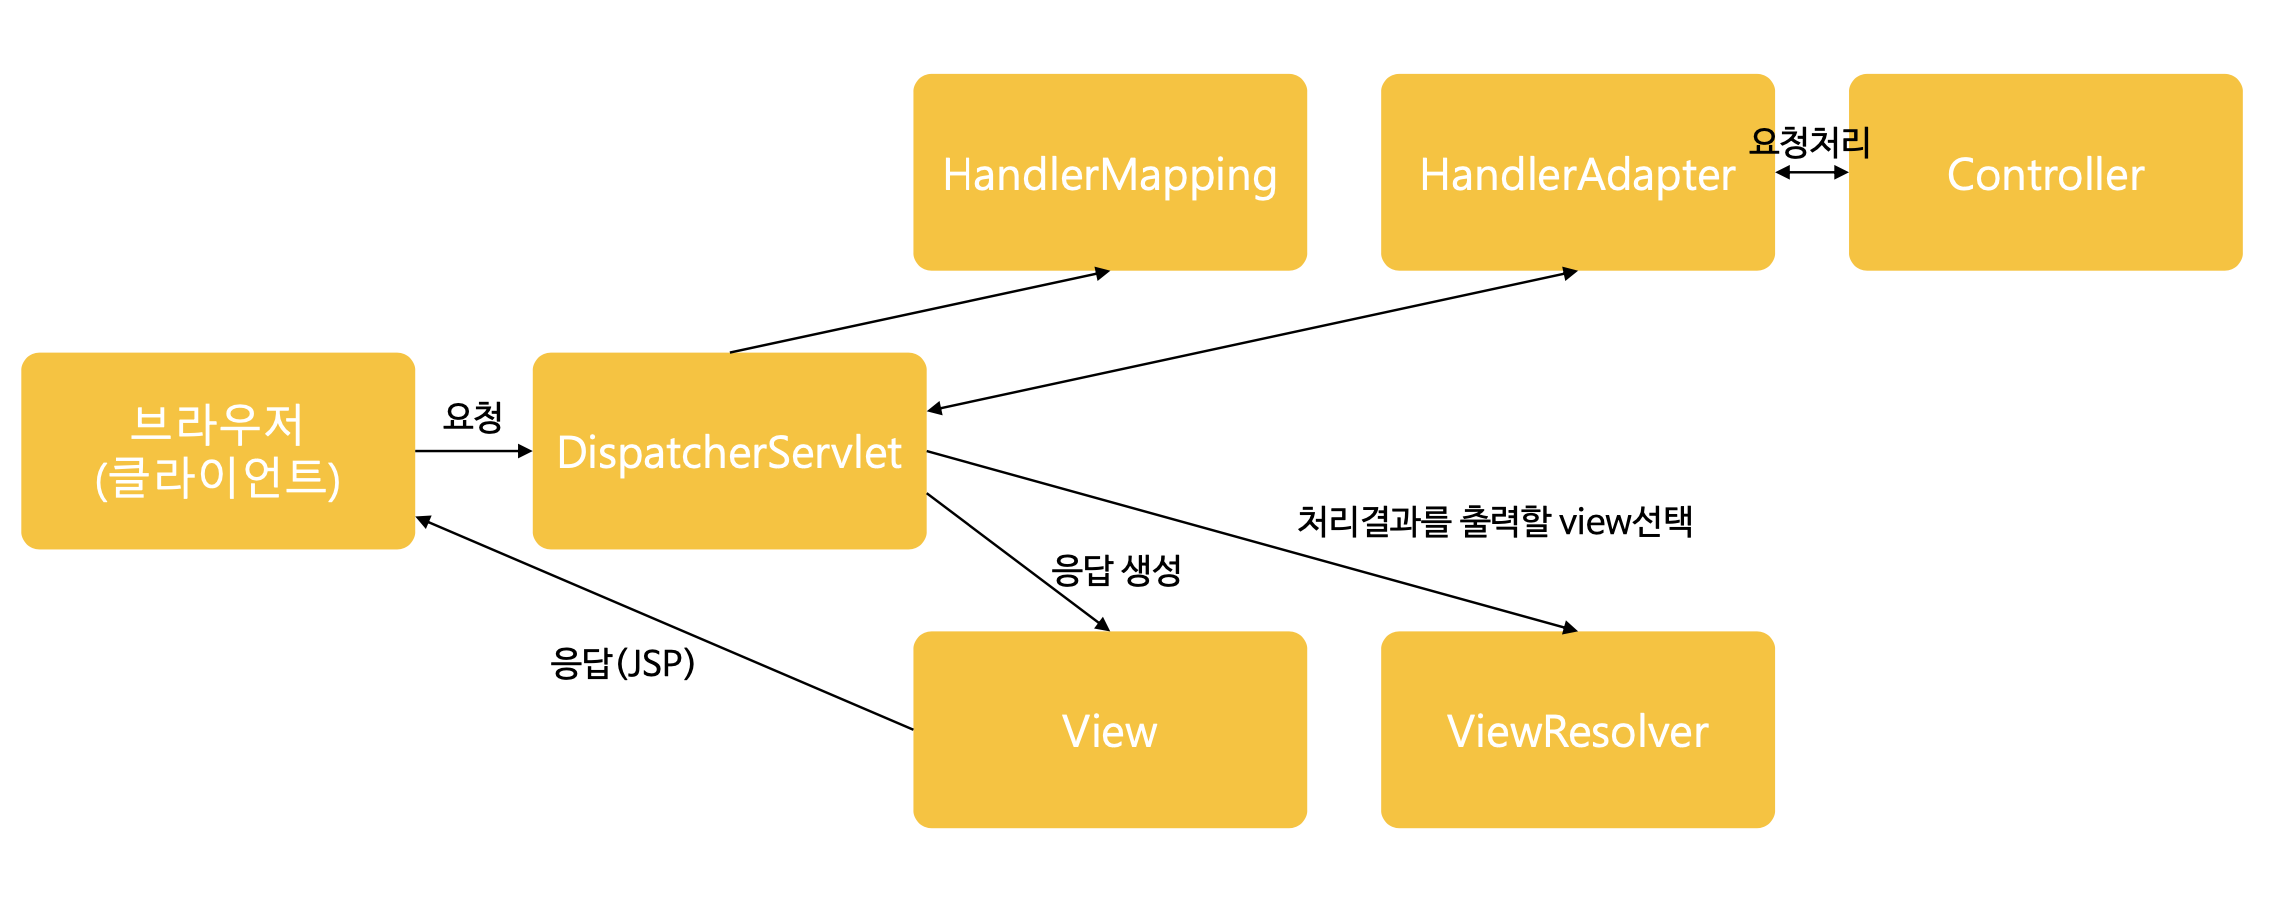 HandlerMapping
HandlerAdapter
요청처리
Controller
브라우저
(클라이언트)
요청
DispatcherServlet
처리결과를 출력할 view선택
응답 생성
응답(JSP)
View
ViewResolver